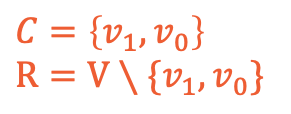 C = {v₁, v₀}
R = V \ {v₁, v₀}